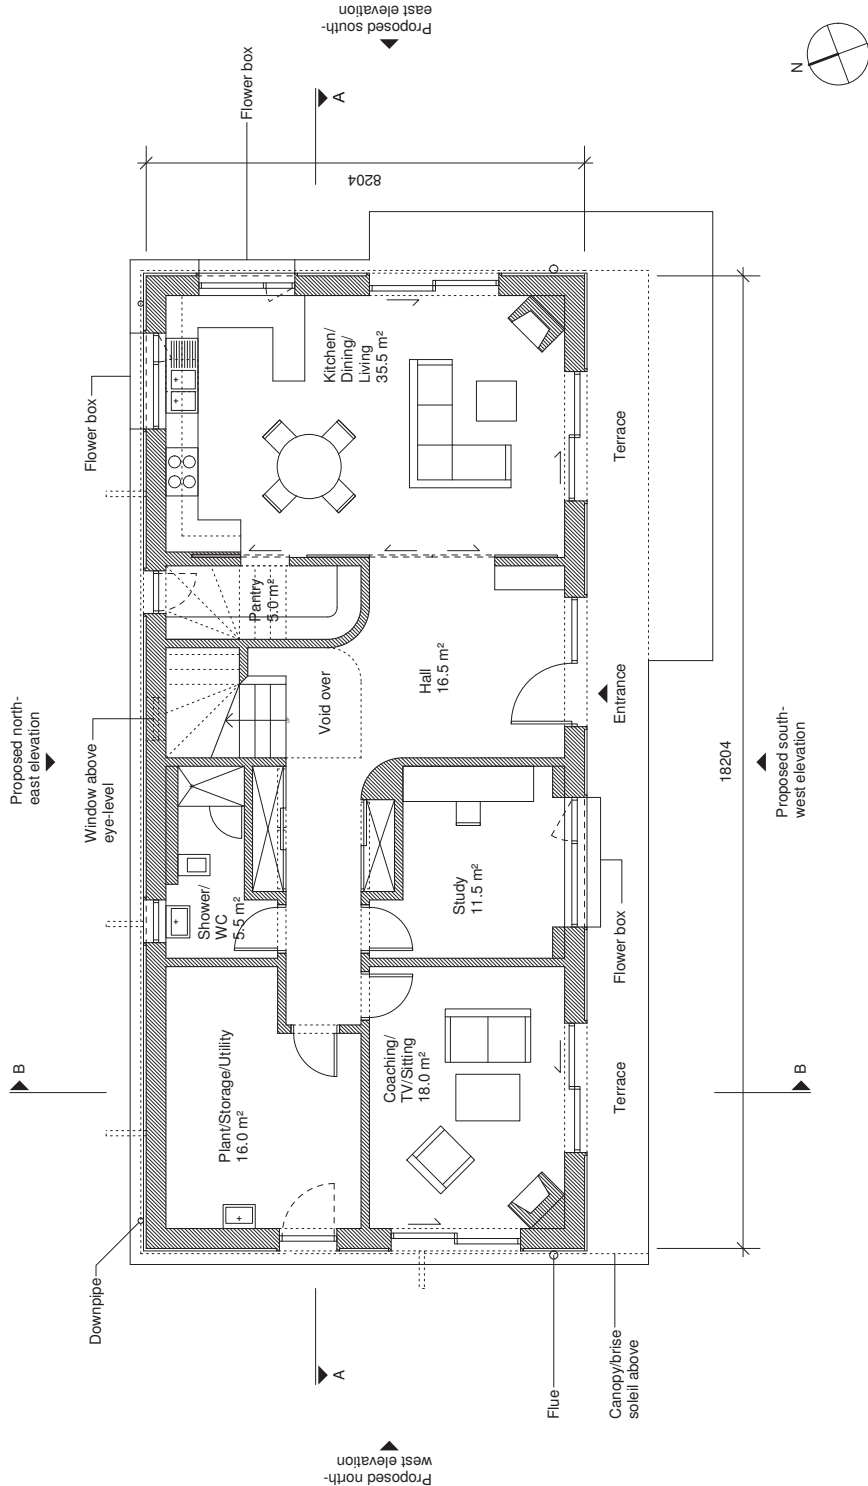 Proposed north-
east elevation
Proposed south-
east elevation
Proposed north-
west elevation
Proposed south-
west elevation
N
B
B
A
A
Downpipe
Window above
eye-level
Flower box
Flower box
8204
18204
Plant/Storage/Utility
16.0 m²
Shower/
WC
5.5 m²
Void over
Pantry
5.0 m²
Kitchen/
Dining/
Living
35.5 m²
Coaching/
TV/Sitting
18.0 m²
Study
11.5 m²
Hall
16.5 m²
Flue
Canopy/brise
soleil above
Terrace
Flower box
Entrance
Terrace